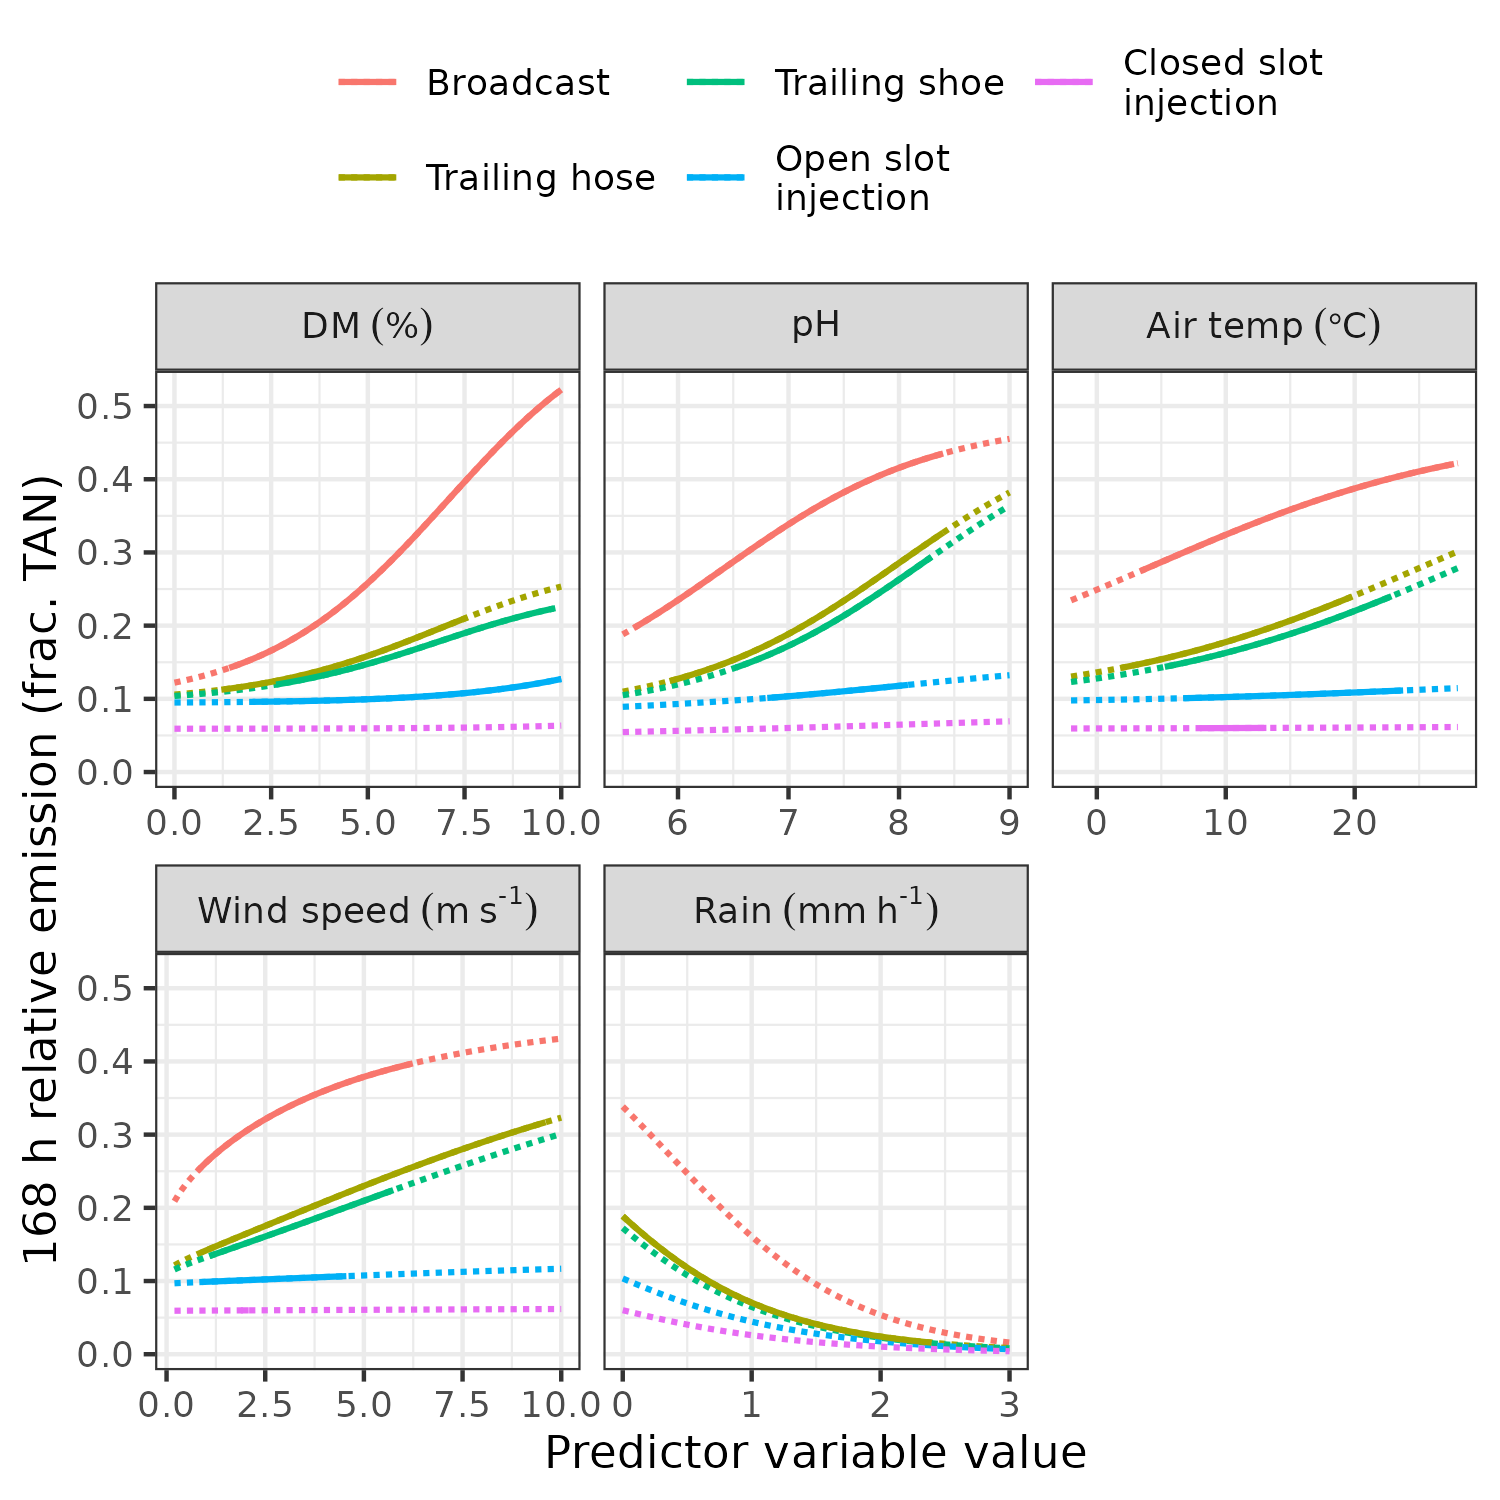 Broadcast
Trailing shoe
Closed slot
injection
Trailing hose
Open slot
injection
DM (%)
pH
Air temp (°C)
168 h relative emission (frac. TAN)
0.5
0.4
0.3
0.2
0.1
0.0
0.0 2.5 5.0 7.5 10.0
6 7 8 9
0 10 20
Wind speed (m s⁻¹)
Rain (mm h⁻¹)
0.5
0.4
0.3
0.2
0.1
0.0
0.0 2.5 5.0 7.5 10.0
0 1 2 3
Predictor variable value